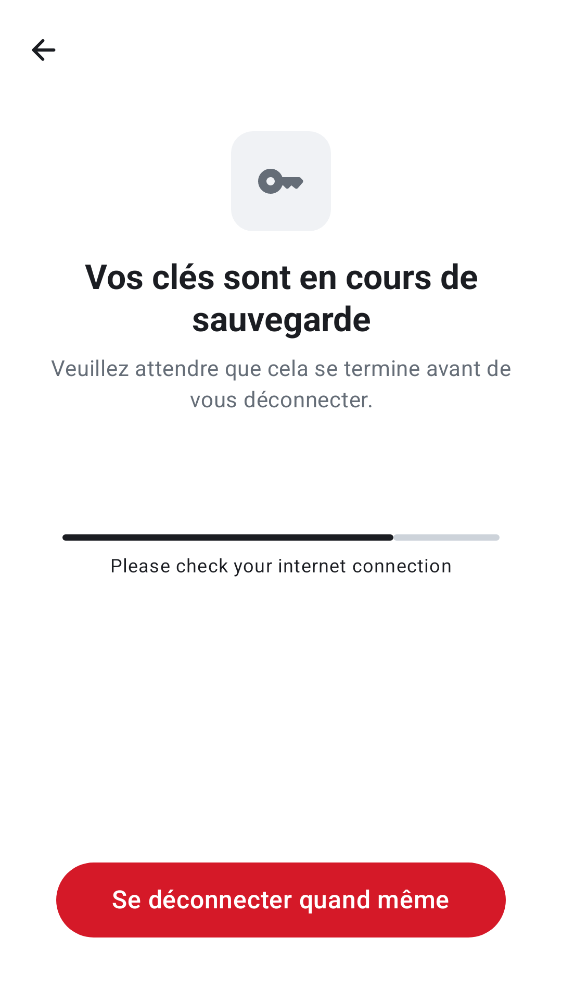 Vos clés sont en cours de
sauvegarde
Veuillez attendre que cela se termine avant de
vous déconnecter.
Please check your internet connection
Se déconnecter quand même